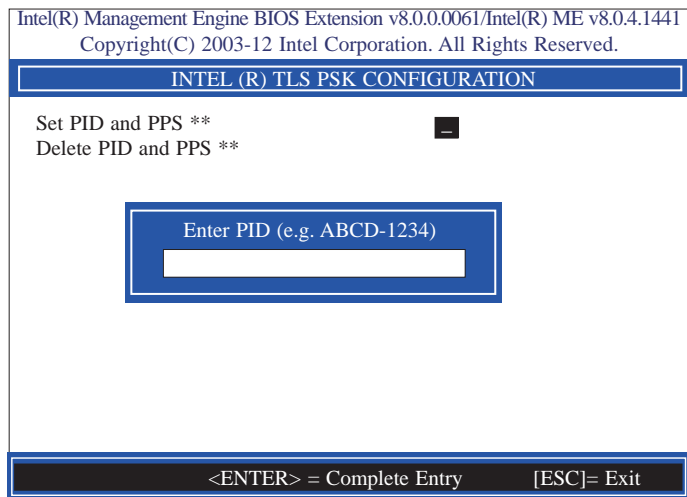 Intel(R) Management Engine BIOS Extension v8.0.0.0061/Intel(R) ME v8.0.4.1441
Copyright(C) 2003-12 Intel Corporation. All Rights Reserved.
INTEL (R) TLS PSK CONFIGURATION
Set PID and PPS ** _
Delete PID and PPS **
Enter PID (e.g. ABCD-1234)
<ENTER> = Complete Entry [ESC]= Exit